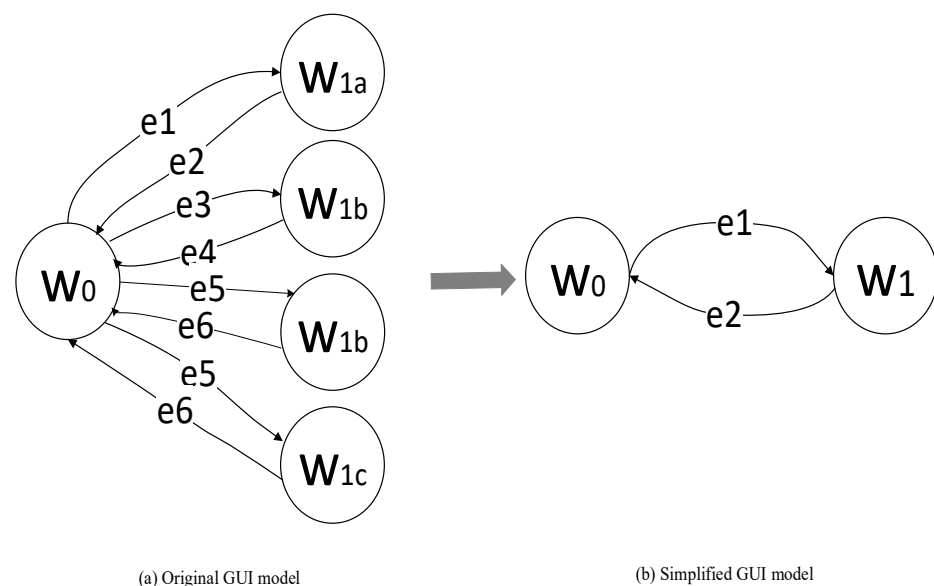 W1a
e1
e2
e3
W1b
e4
W0
e5
e6
W1b
e5
e6
W1c
W0
e1
e2
W1
(a) Original GUI model
(b) Simplified GUI model